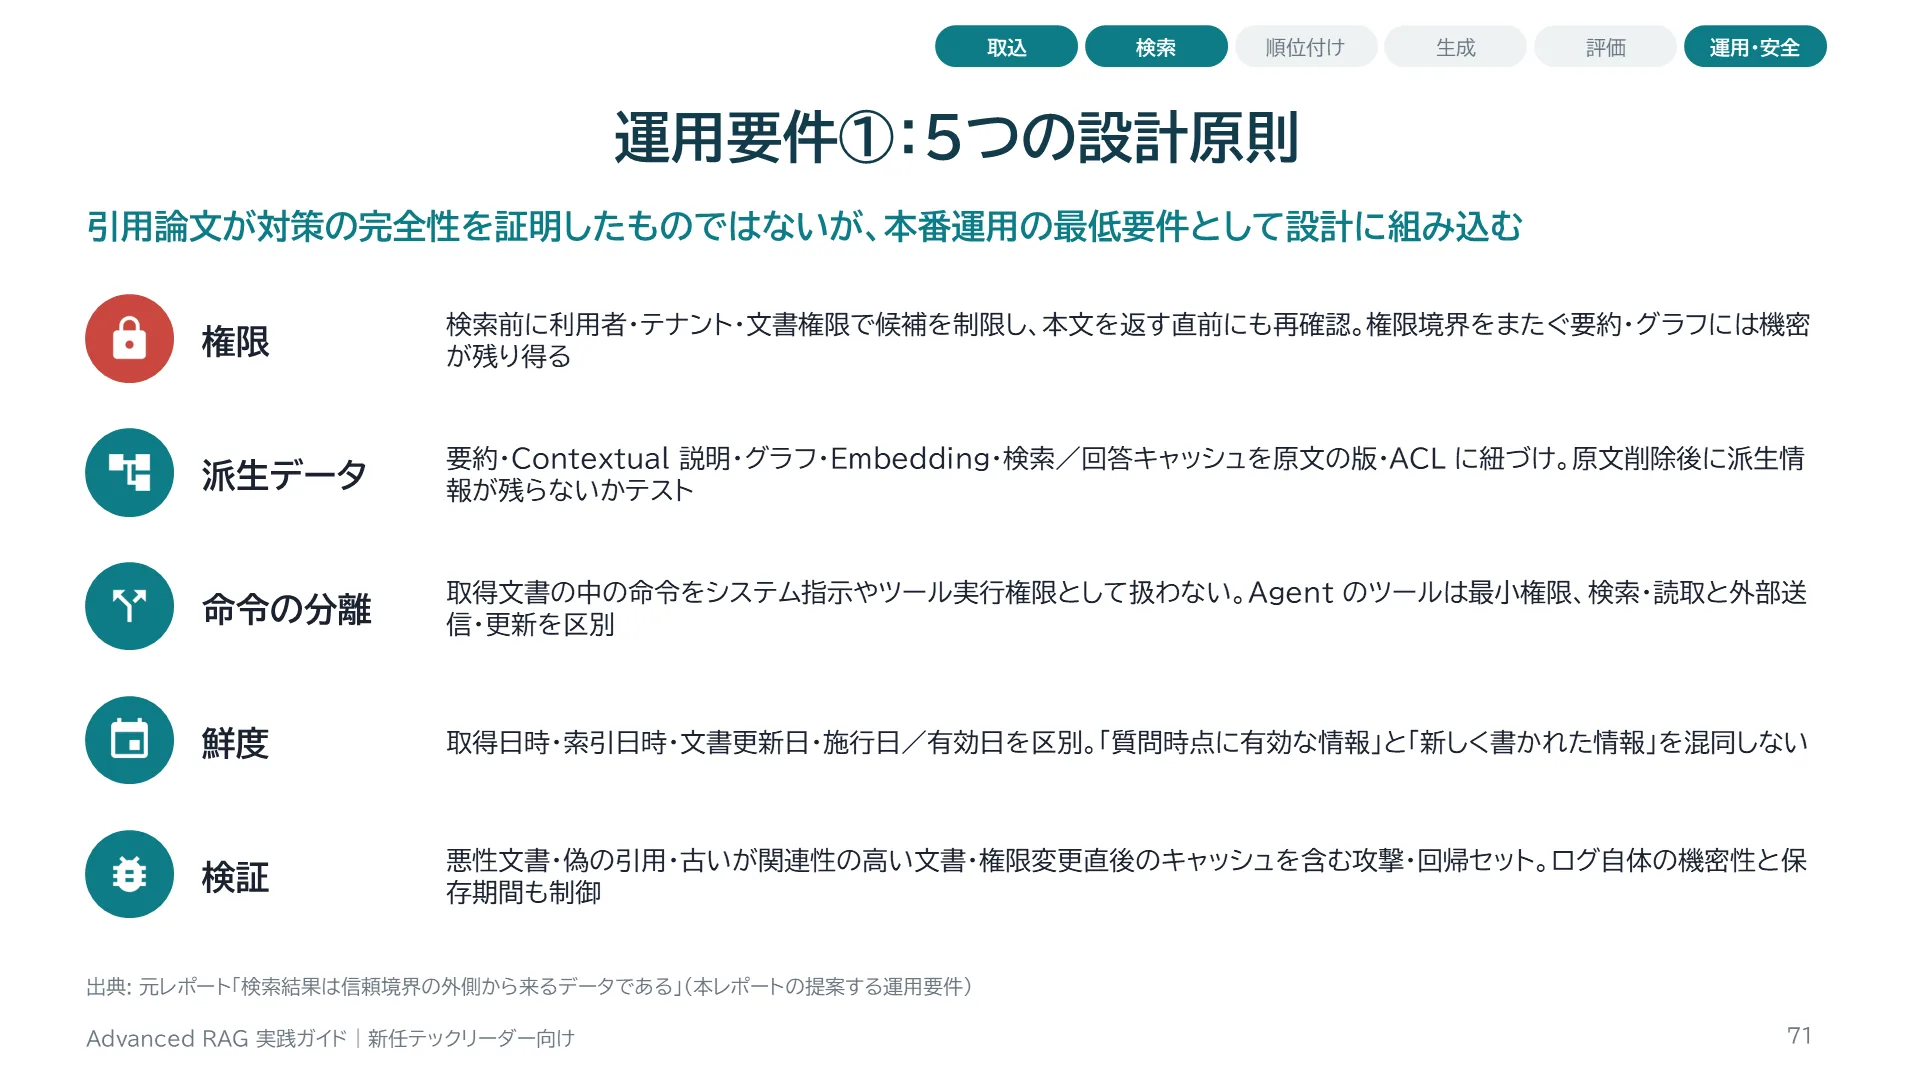 取込
検索
順位付け
生成
評価
運用・安全
運用要件①：5つの設計原則
引用論文が対策の完全性を証明したものではないが、本番運用の最低要件として設計に組み込む
権限
検索前に利用者・テナント・文書権限で候補を制限し、本文を返す直前にも再確認。権限境界をまたぐ要約・グラフには機密
が残り得る
派生データ
要約・Contextual 説明・グラフ・Embedding・検索／回答キャッシュを原文の版・ACL に紐づけ。原文削除後に派生情
報が残らないかテスト
命令の分離
取得文書の中の命令をシステム指示やツール実行権限として扱わない。Agent のツールは最小権限、検索・読取と外部送
信・更新を区別
鮮度
取得日時・索引日時・文書更新日・施行日／有効日を区別。「質問時点に有効な情報」と「新しく書かれた情報」を混同しない
検証
悪性文書・偽の引用・古いが関連性の高い文書・権限変更直後のキャッシュを含む攻撃・回帰セット。ログ自体の機密性と保
存期間も制御
出典: 元レポート「検索結果は信頼境界の外側から来るデータである」（本レポートの提案する運用要件）
Advanced RAG 実践ガイド｜新任テックリーダー向け
71